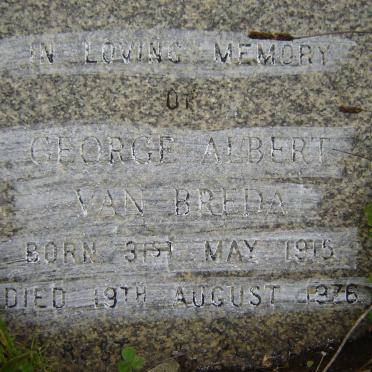 IN LOVING MEMORY
OF
GEORGE ALBERT
VAN BREDA
BORN 31ST MAY 1915
DIED 19TH AUGUST 1976